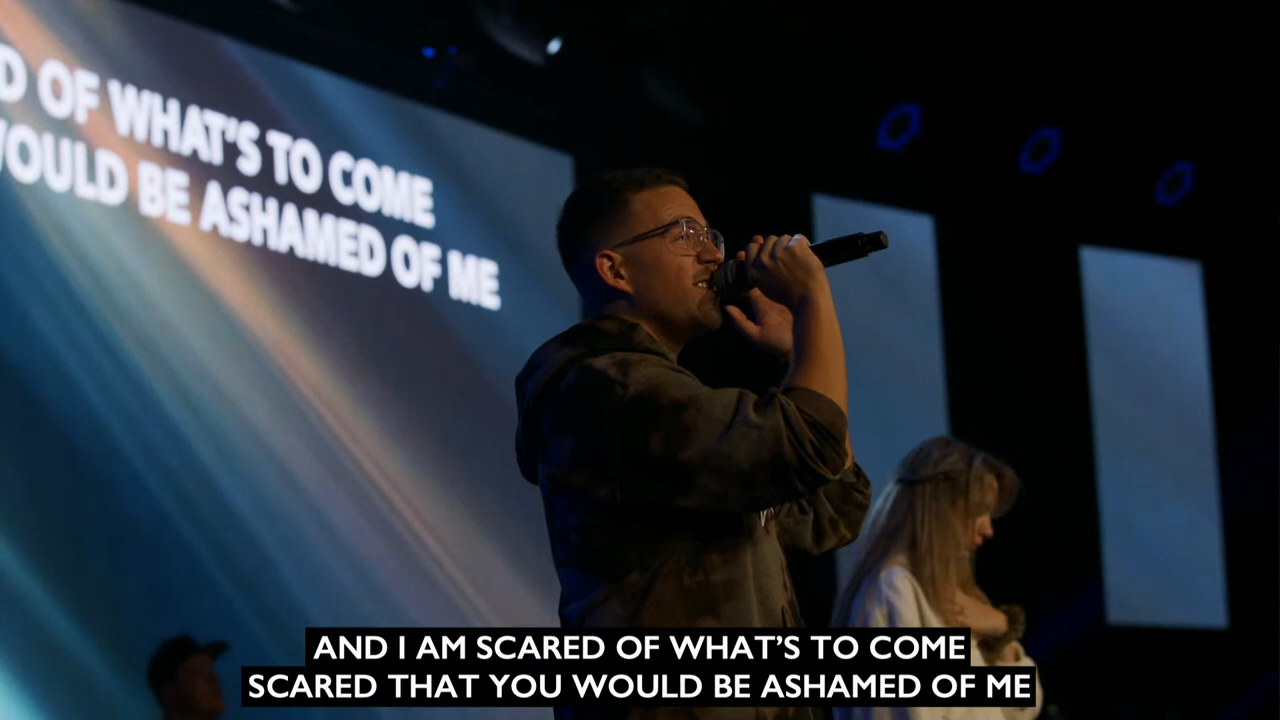 D OF WHAT'S TO COME
WOULD BE ASHAMED OF ME
AND I AM SCARED OF WHAT'S TO COME
SCARED THAT YOU WOULD BE ASHAMED OF ME